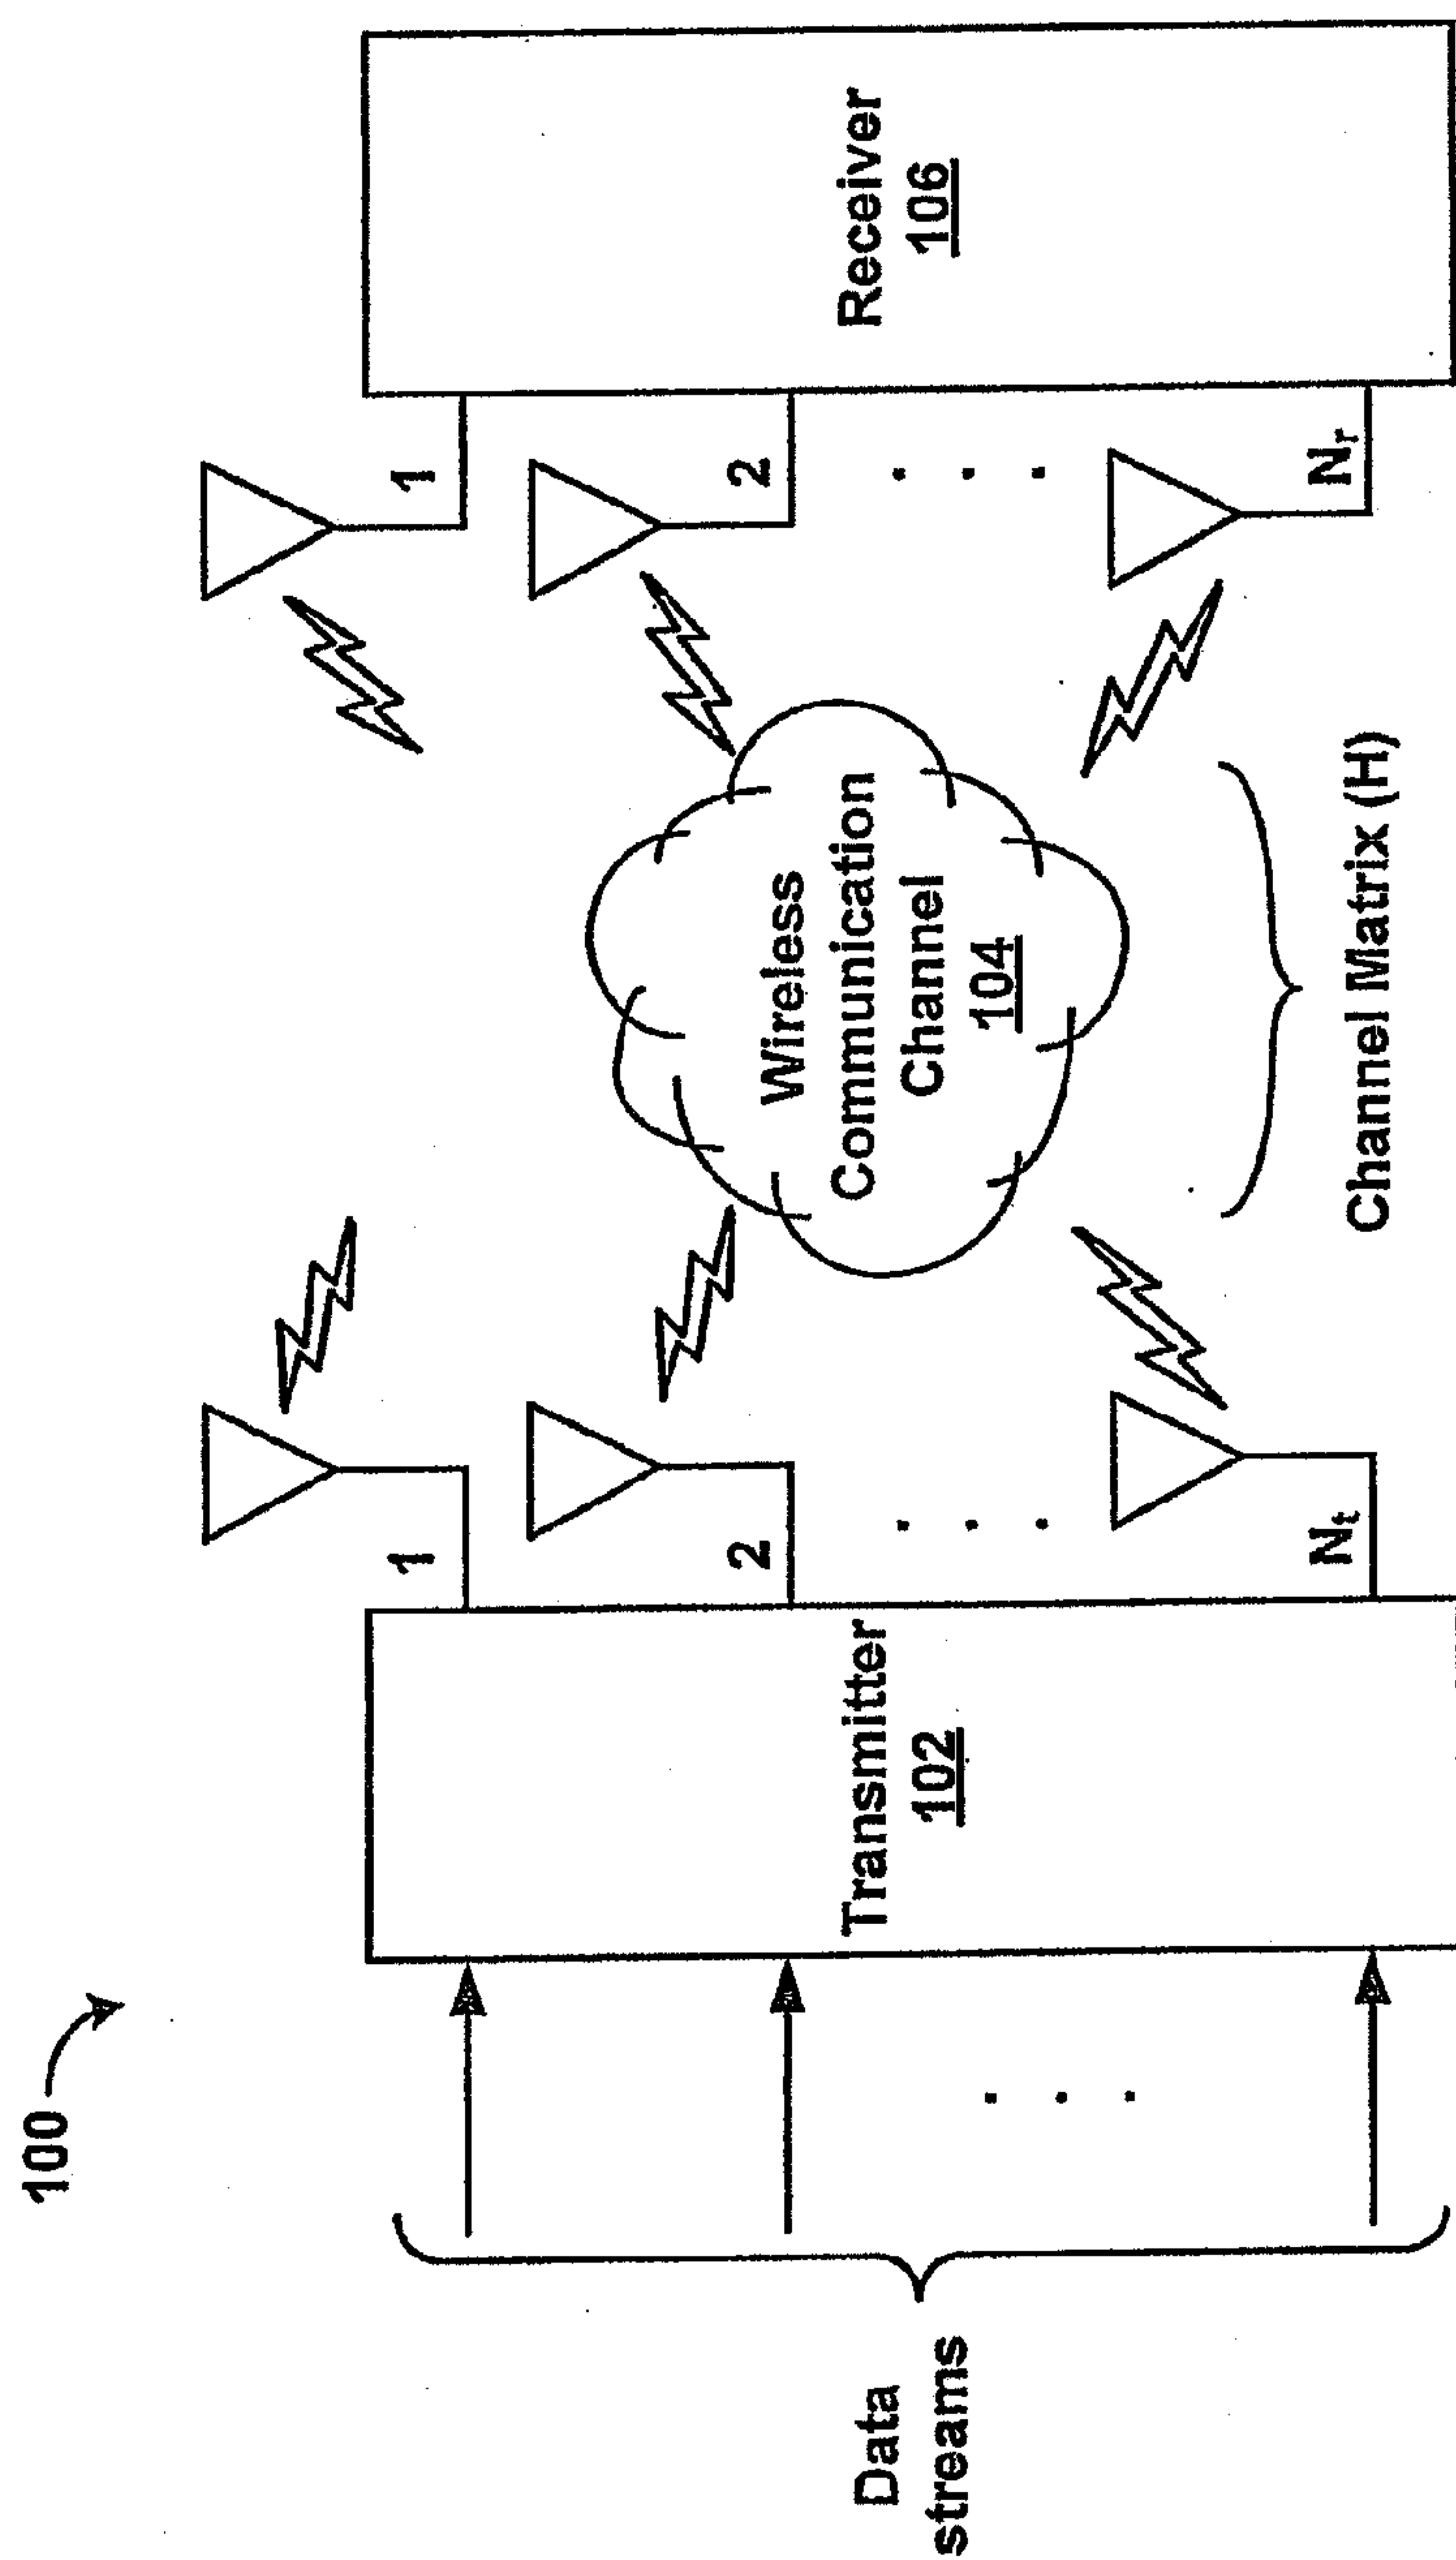 100
Data
streams
Transmitter
102
1
2
Nt
Wireless
Communication
Channel
104
Channel Matrix (H)
1
2
Nr
Receiver
106